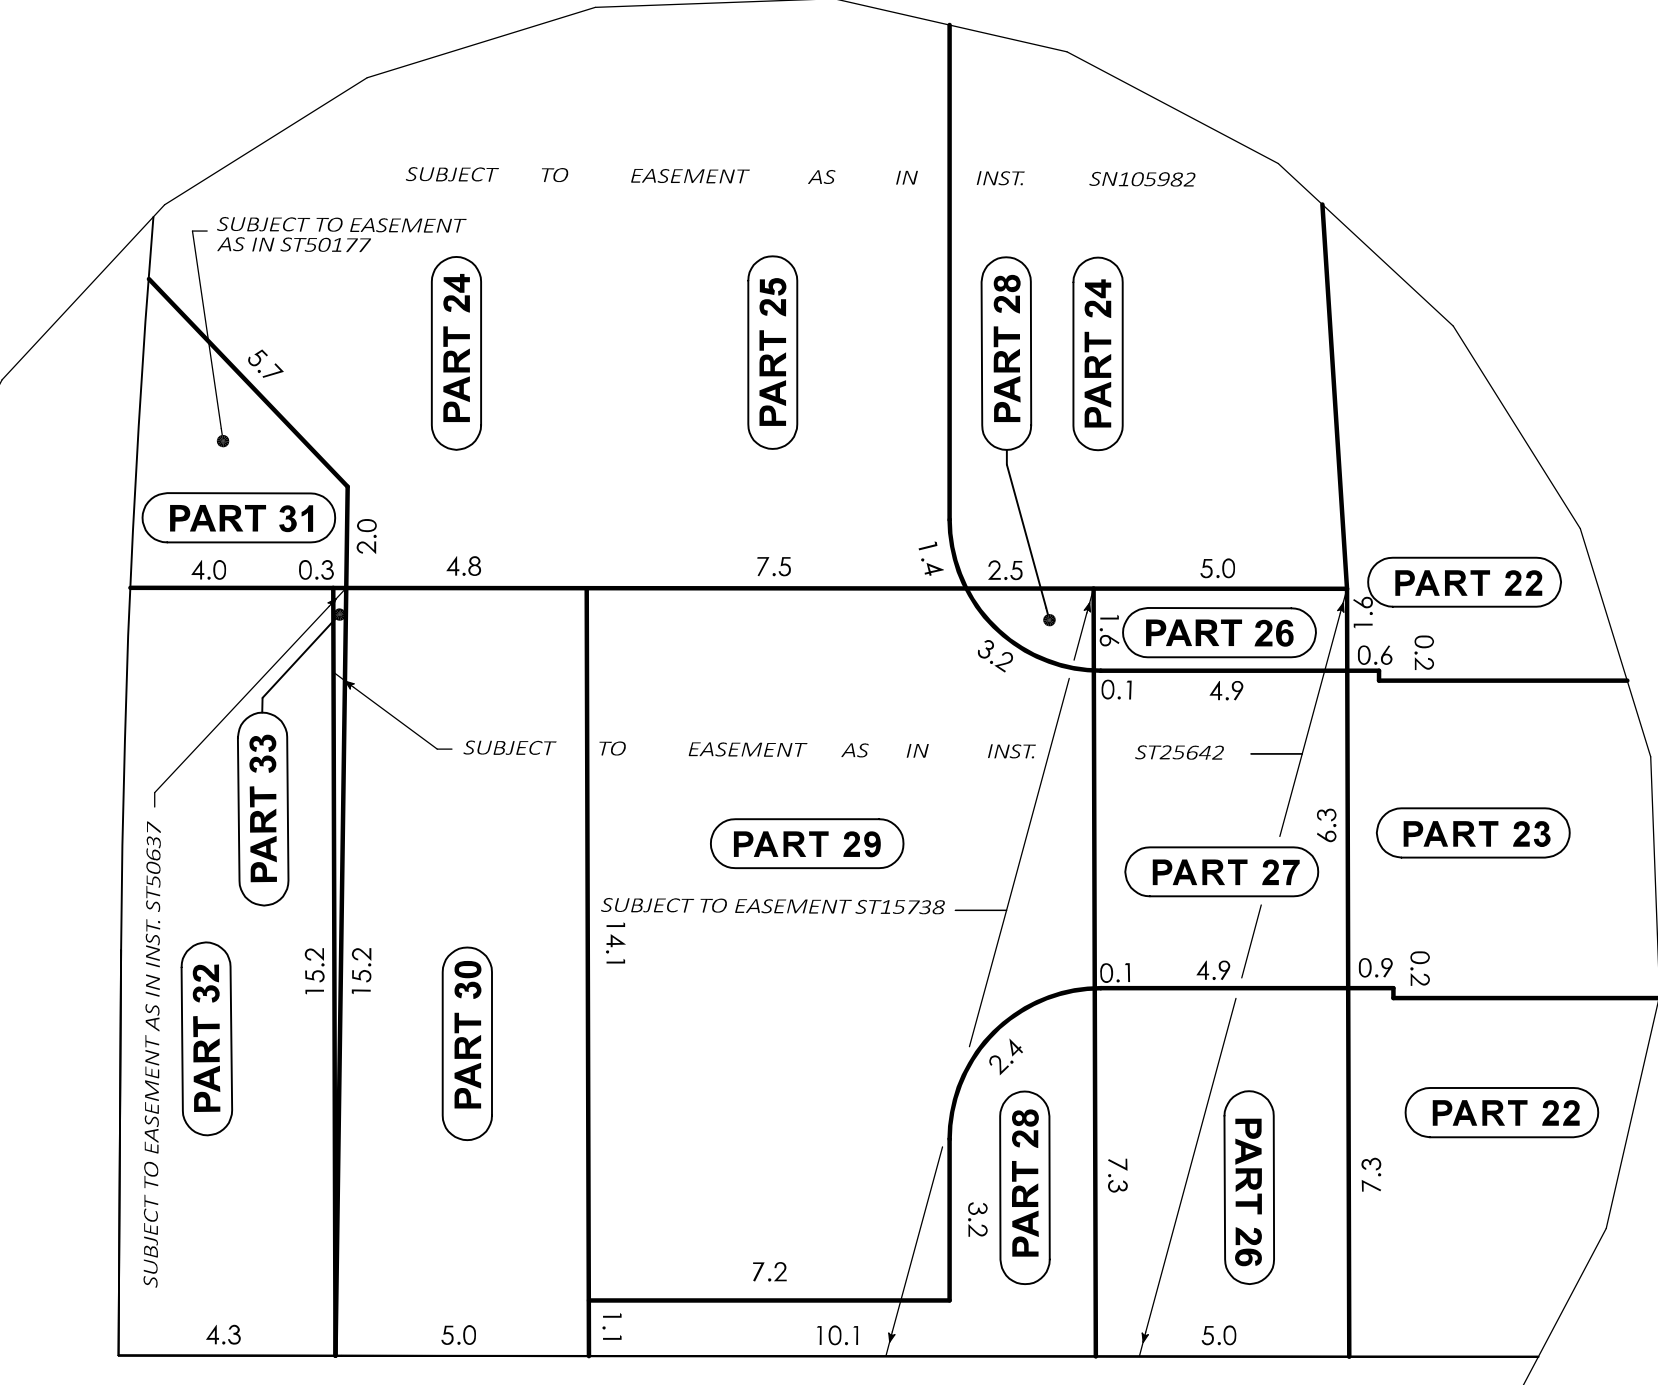 SUBJECT TO EASEMENT AS IN INST. SN105982
SUBJECT TO EASEMENT
AS IN ST50177
PART 24
PART 25
PART 28
PART 24
5.7
PART 31
2.0
4.0
0.3
4.8
7.5
1.4
2.5
5.0
PART 22
1.6
PART 26
1.6
3.2
0.6
0.2
0.1
4.9
PART 33
SUBJECT TO EASEMENT AS IN INST. ST25642
PART 29
6.3
PART 23
PART 27
SUBJECT TO EASEMENT ST15738
SUBJECT TO EASEMENT AS IN INST. ST50637
PART 32
15.2
15.2
PART 30
14.1
0.1
4.9
0.9
0.2
2.4
PART 28
PART 26
PART 22
3.2
7.3
7.3
7.2
4.3
5.0
1.1
10.1
5.0